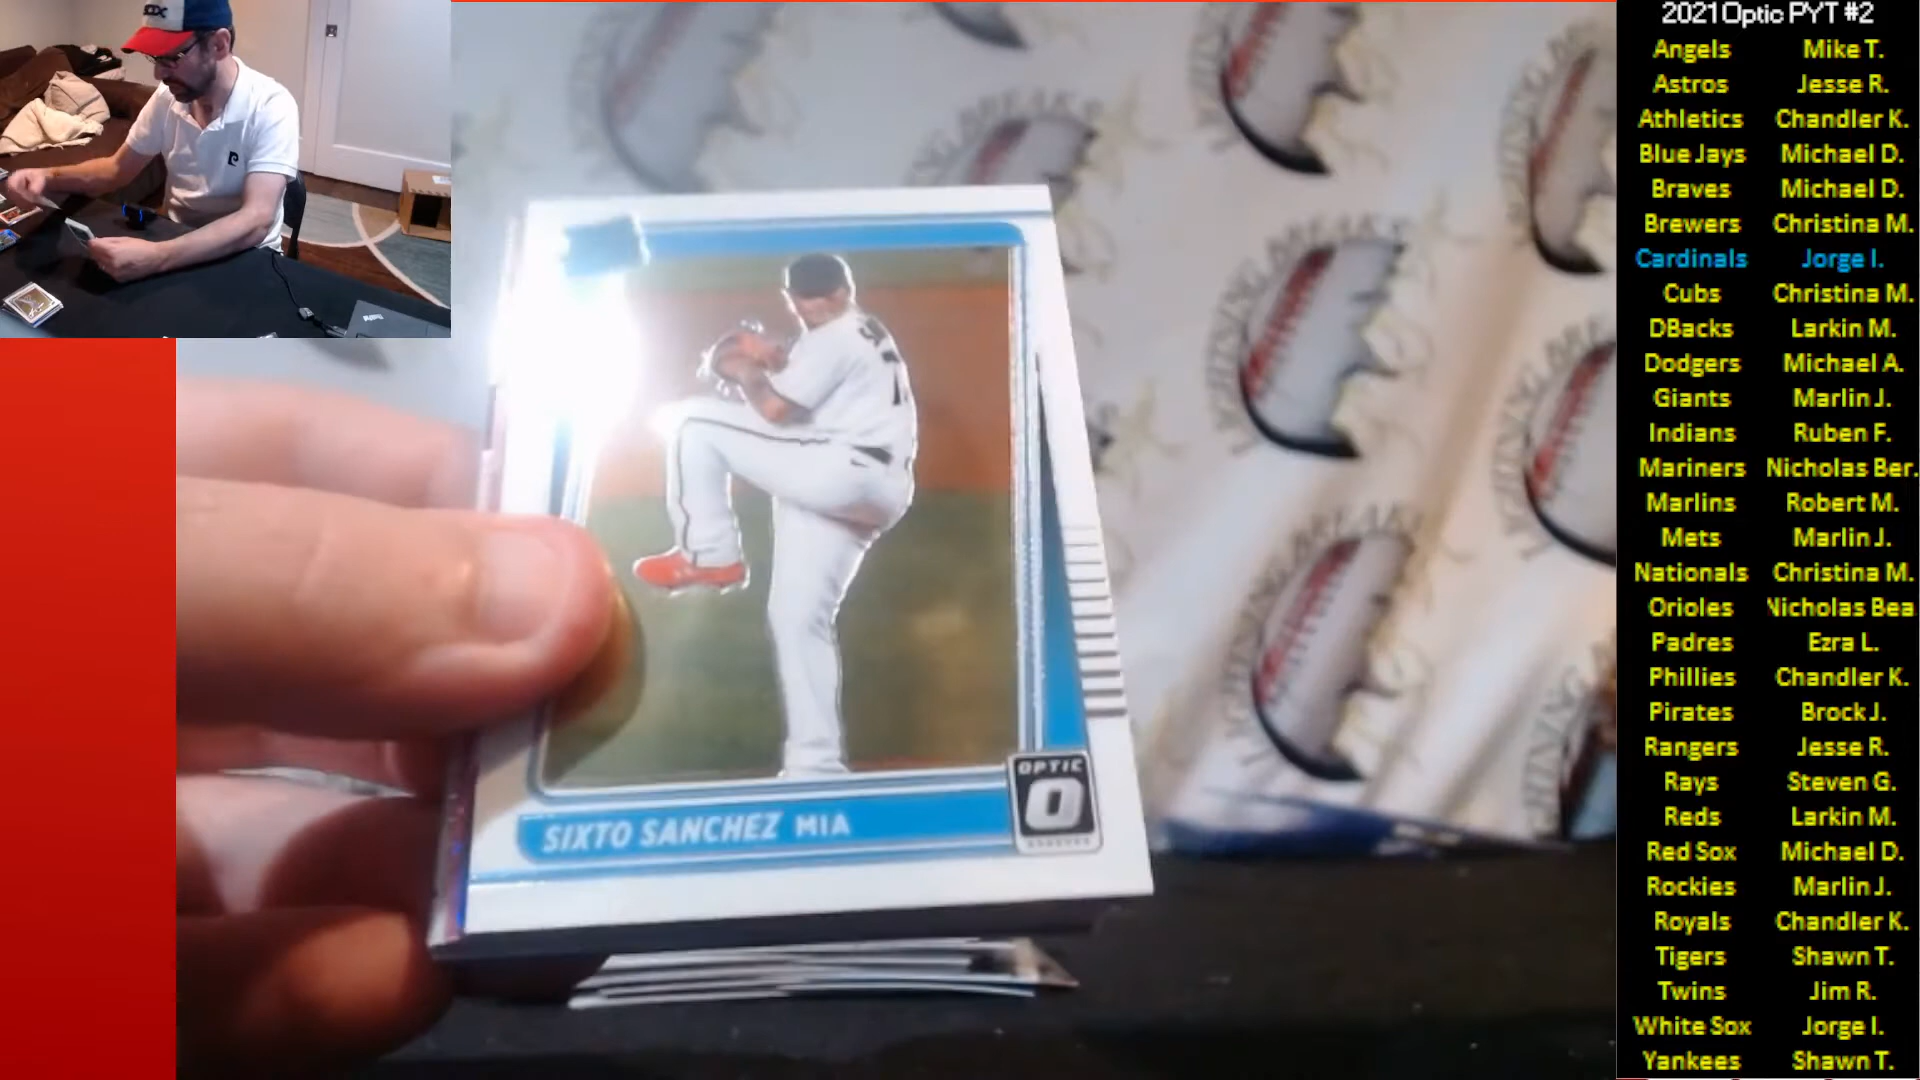 2021 Optic PYT #2
Angels Mike T.
Astros Jesse R.
Athletics Chandler K.
Blue Jays Michael D.
Braves Michael D.
Brewers Christina M.
Cardinals Jorge I.
Cubs Christina M.
DBacks Larkin M.
Dodgers Michael A.
Giants Marlin J.
Indians Ruben F.
Mariners Nicholas Ber.
Marlins Robert M.
Mets Marlin J.
Nationals Christina M.
Orioles Nicholas Bea
Padres Ezra L.
Phillies Chandler K.
Pirates Brock J.
Rangers Jesse R.
Rays Steven G.
Reds Larkin M.
Red Sox Michael D.
Rockies Marlin J.
Royals Chandler K.
Tigers Shawn T.
Twins Jim R.
White Sox Jorge I.
Yankees Shawn T.
OPTIC
SIXTO SANCHEZ MIA